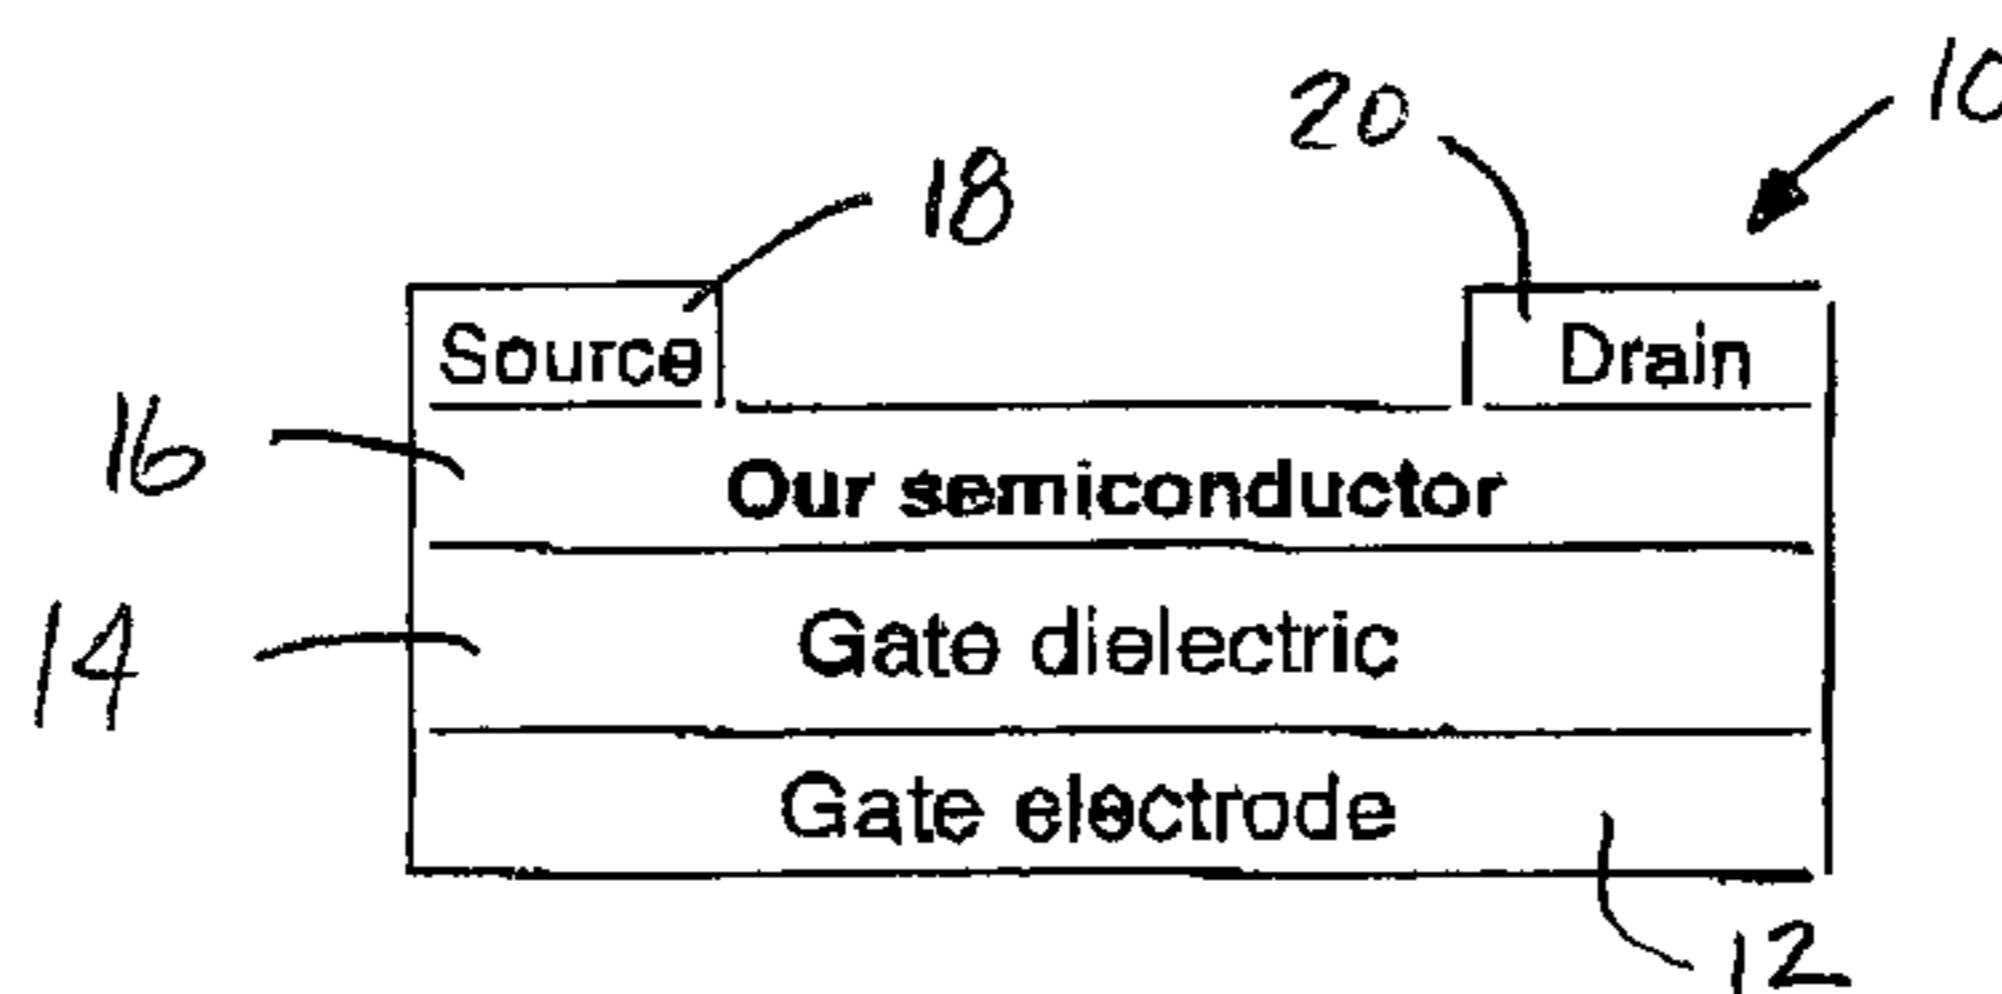 10
20
18
Source
Drain
16
Our semiconductor
14
Gate dielectric
Gate electrode
12